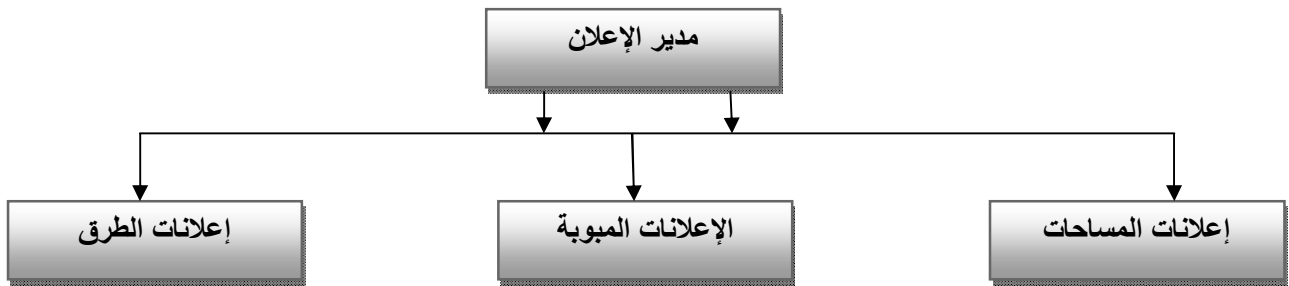 مدير الإعلان
إعلانات المساحات
الإعلانات المبوبة
إعلانات الطرق